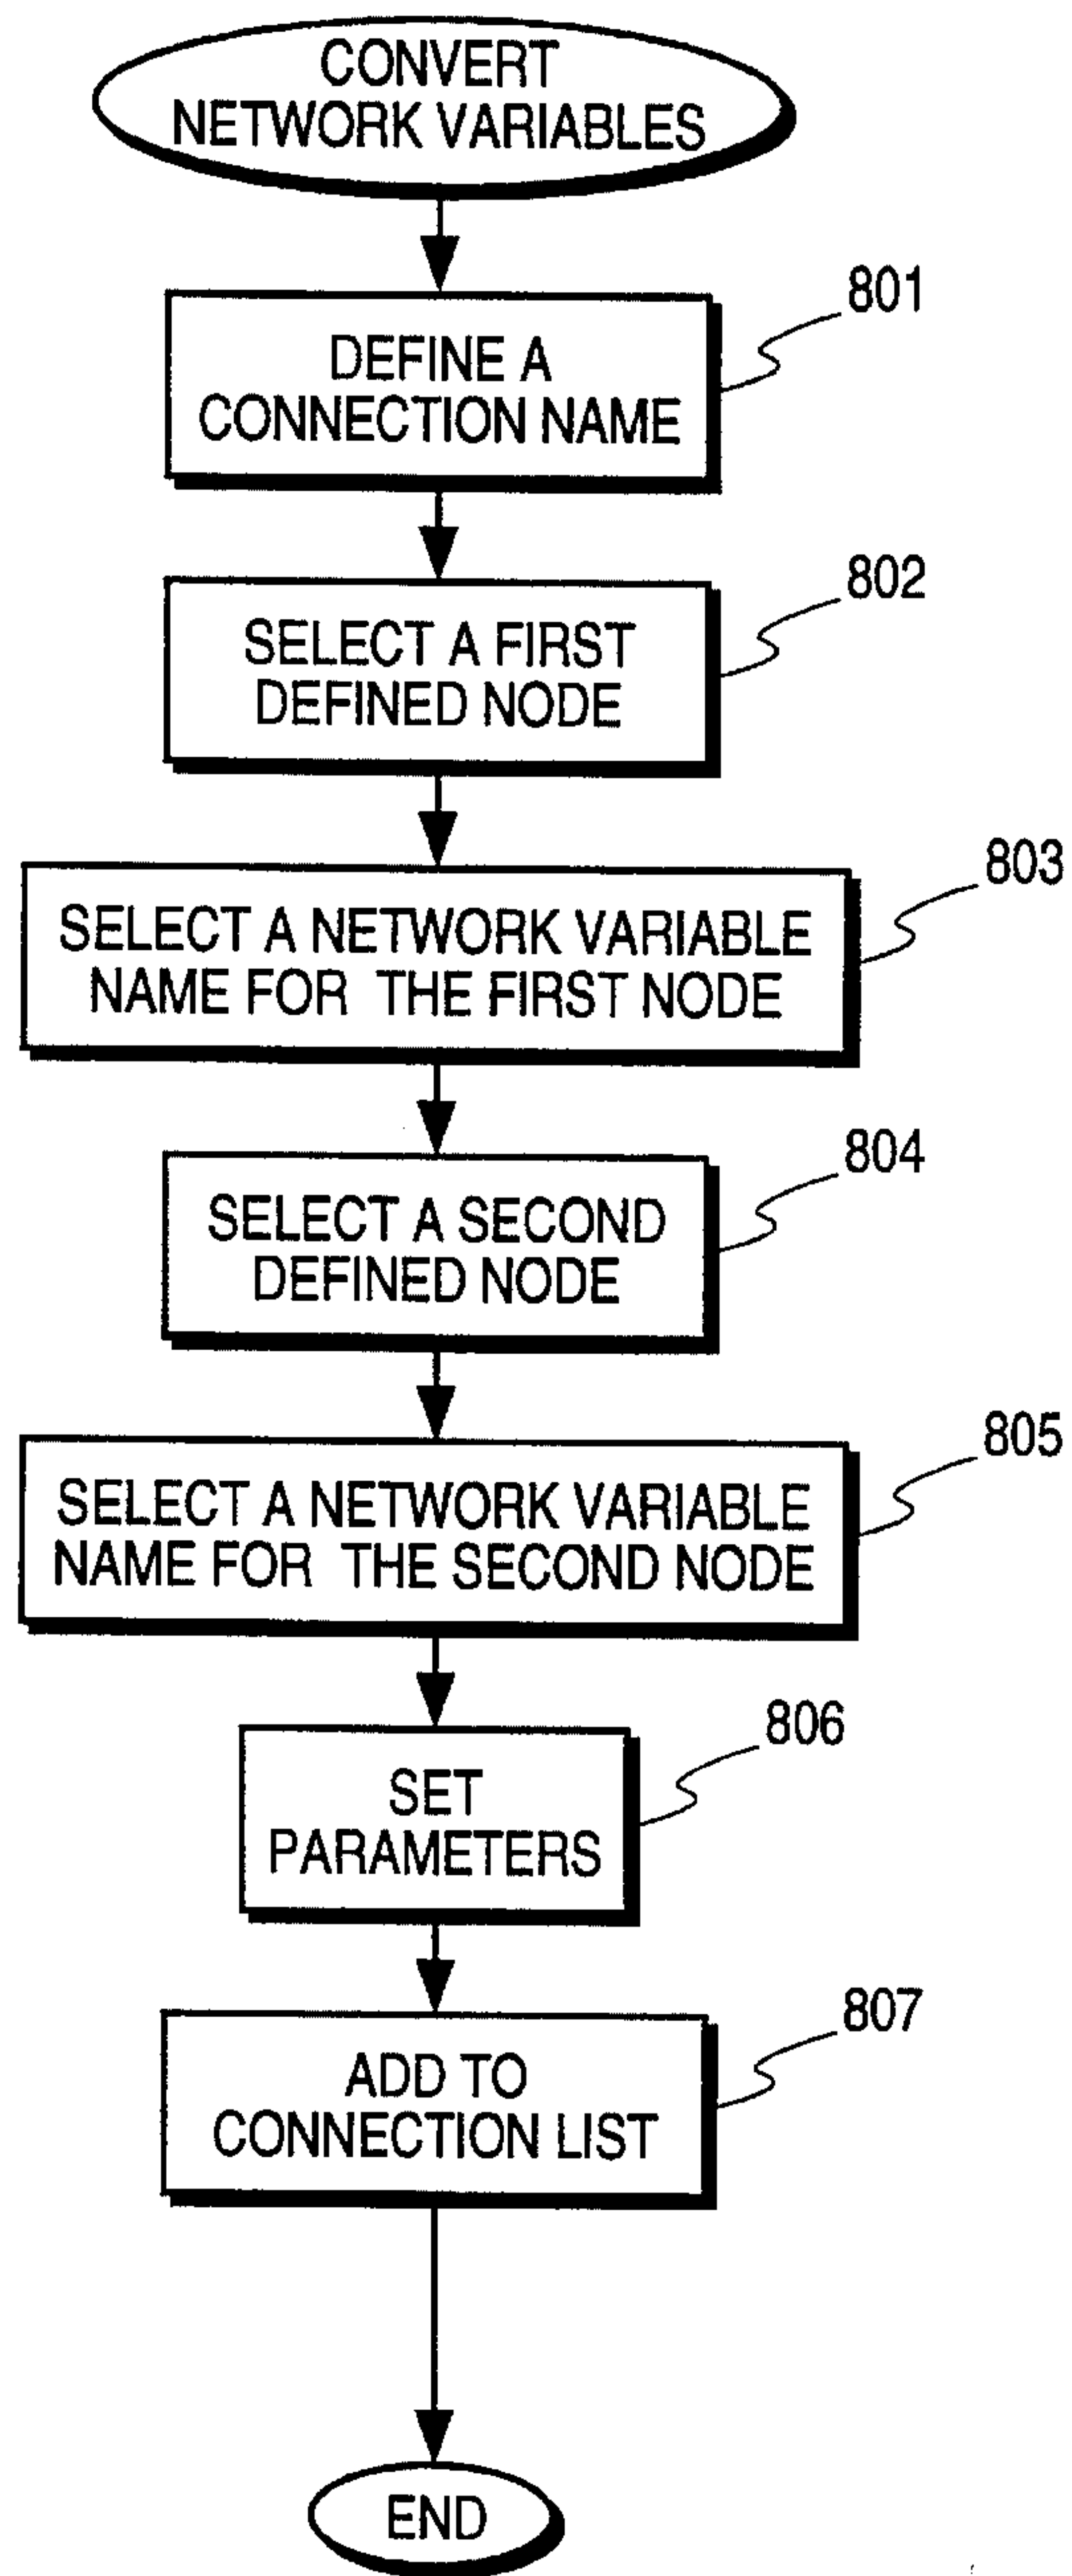 CONVERT
NETWORK VARIABLES
801
DEFINE A
CONNECTION NAME
802
SELECT A FIRST
DEFINED NODE
803
SELECT A NETWORK VARIABLE
NAME FOR THE FIRST NODE
804
SELECT A SECOND
DEFINED NODE
805
SELECT A NETWORK VARIABLE
NAME FOR THE SECOND NODE
806
SET
PARAMETERS
807
ADD TO
CONNECTION LIST
END